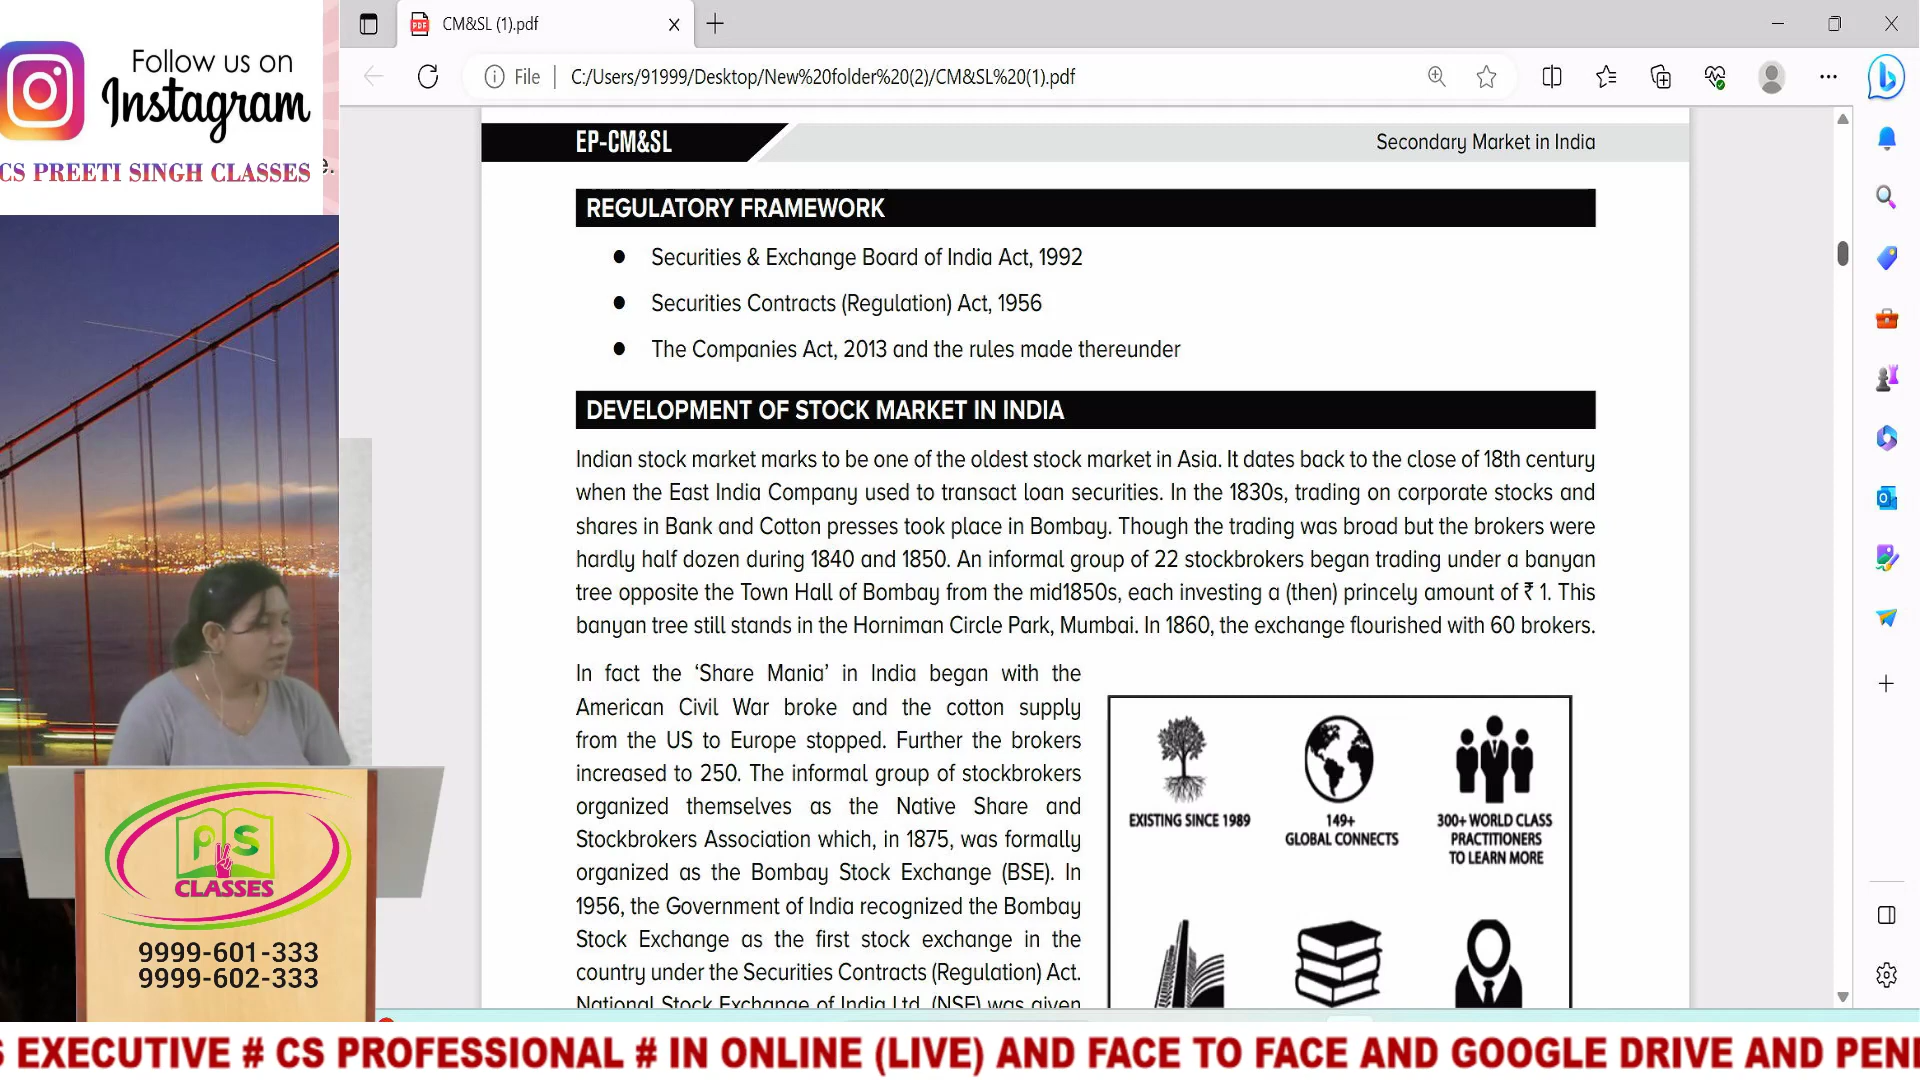 CM&SL (1).pdf
File
C:/Users/91999/Desktop/New%20folder%20(2)/CM&SL%20(1).pdf
Follow us on
Instagram
CS PREETI SINGH CLASSES
e.
EP-CM&SL
Secondary Market in India
REGULATORY FRAMEWORK
● Securities & Exchange Board of India Act, 1992
● Securities Contracts (Regulation) Act, 1956
● The Companies Act, 2013 and the rules made thereunder
DEVELOPMENT OF STOCK MARKET IN INDIA
Indian stock market marks to be one of the oldest stock market in Asia. It dates back to the close of 18th century
when the East India Company used to transact loan securities. In the 1830s, trading on corporate stocks and
shares in Bank and Cotton presses took place in Bombay. Though the trading was broad but the brokers were
hardly half dozen during 1840 and 1850. An informal group of 22 stockbrokers began trading under a banyan
tree opposite the Town Hall of Bombay from the mid1850s, each investing a (then) princely amount of ₹ 1. This
banyan tree still stands in the Horniman Circle Park, Mumbai. In 1860, the exchange flourished with 60 brokers.
In fact the ‘Share Mania’ in India began with the
American Civil War broke and the cotton supply
from the US to Europe stopped. Further the brokers
increased to 250. The informal group of stockbrokers
organized themselves as the Native Share and
Stockbrokers Association which, in 1875, was formally
organized as the Bombay Stock Exchange (BSE). In
1956, the Government of India recognized the Bombay
Stock Exchange as the first stock exchange in the
country under the Securities Contracts (Regulation) Act.
National Stock Exchange of India Ltd. (NSE) was given
EXISTING SINCE 1989
149+
GLOBAL CONNECTS
300+ WORLD CLASS
PRACTITIONERS
TO LEARN MORE
PS
CLASSES
9999-601-333
9999-602-333
S EXECUTIVE # CS PROFESSIONAL # IN ONLINE (LIVE) AND FACE TO FACE AND GOOGLE DRIVE AND PEN